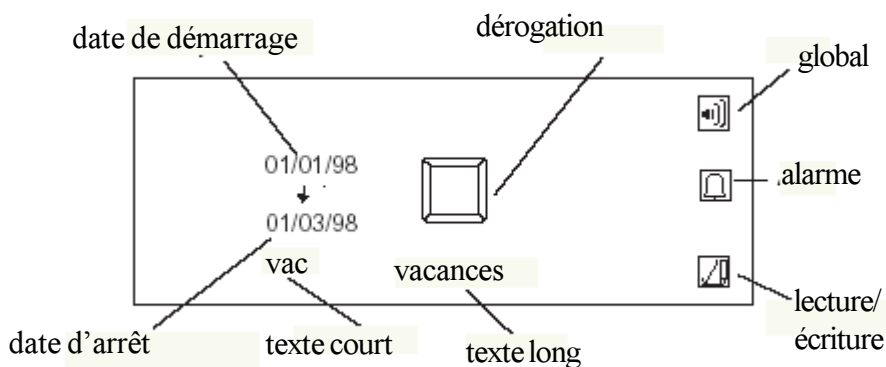 date de démarrage
dérogation
global
01/01/98
alarme
01/03/98
vac
vacances
lecture/
écriture
date d'arrêt
texte court
texte long